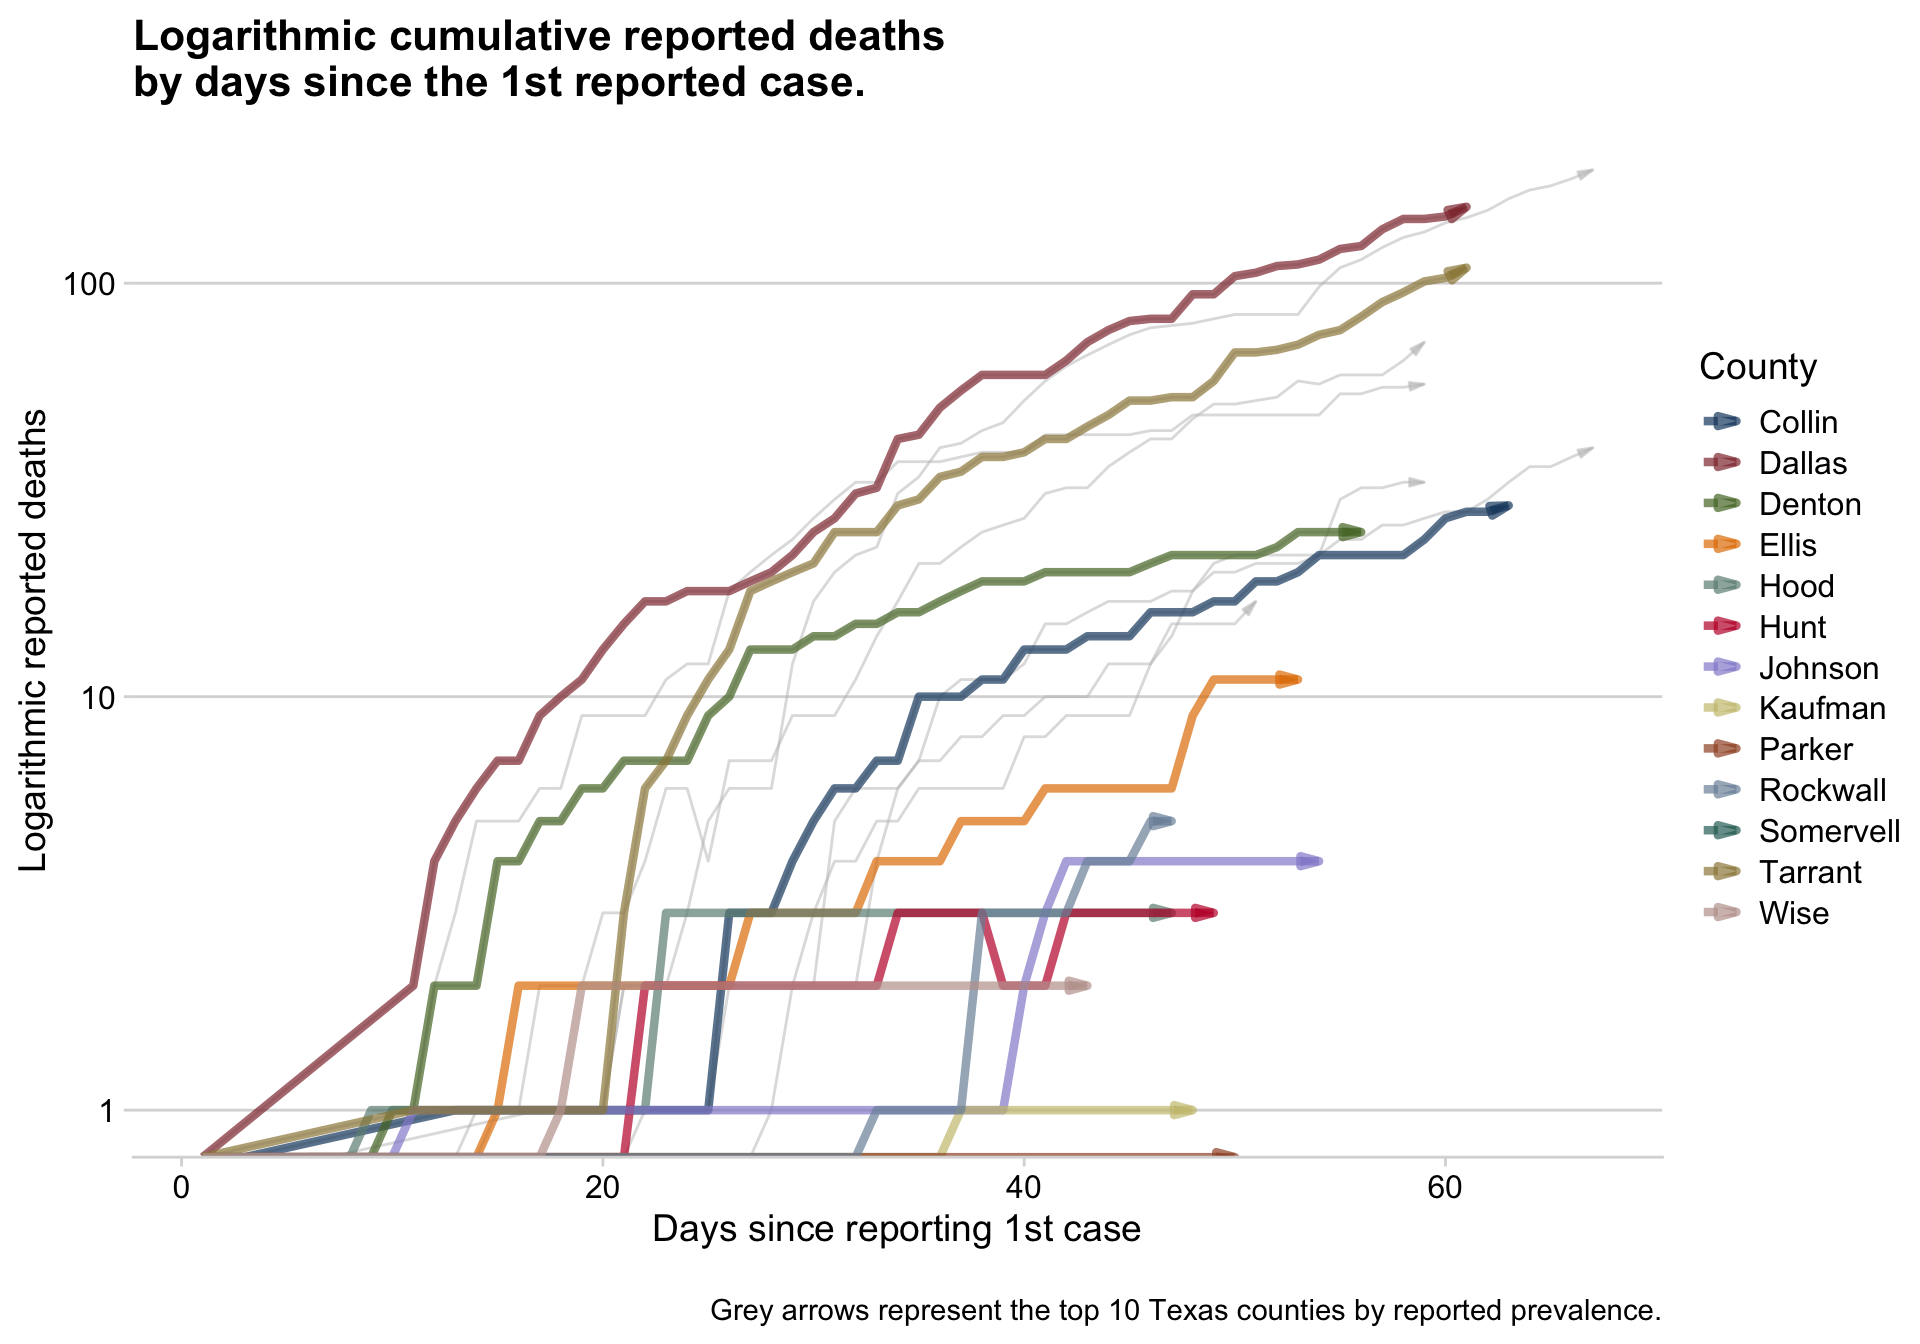 Logarithmic cumulative reported deaths
by days since the 1st reported case.
Logarithmic reported deaths
100
10
1
0
20
40
60
Days since reporting 1st case
County
Collin
Dallas
Denton
Ellis
Hood
Hunt
Johnson
Kaufman
Parker
Rockwall
Somervell
Tarrant
Wise
Grey arrows represent the top 10 Texas counties by reported prevalence.